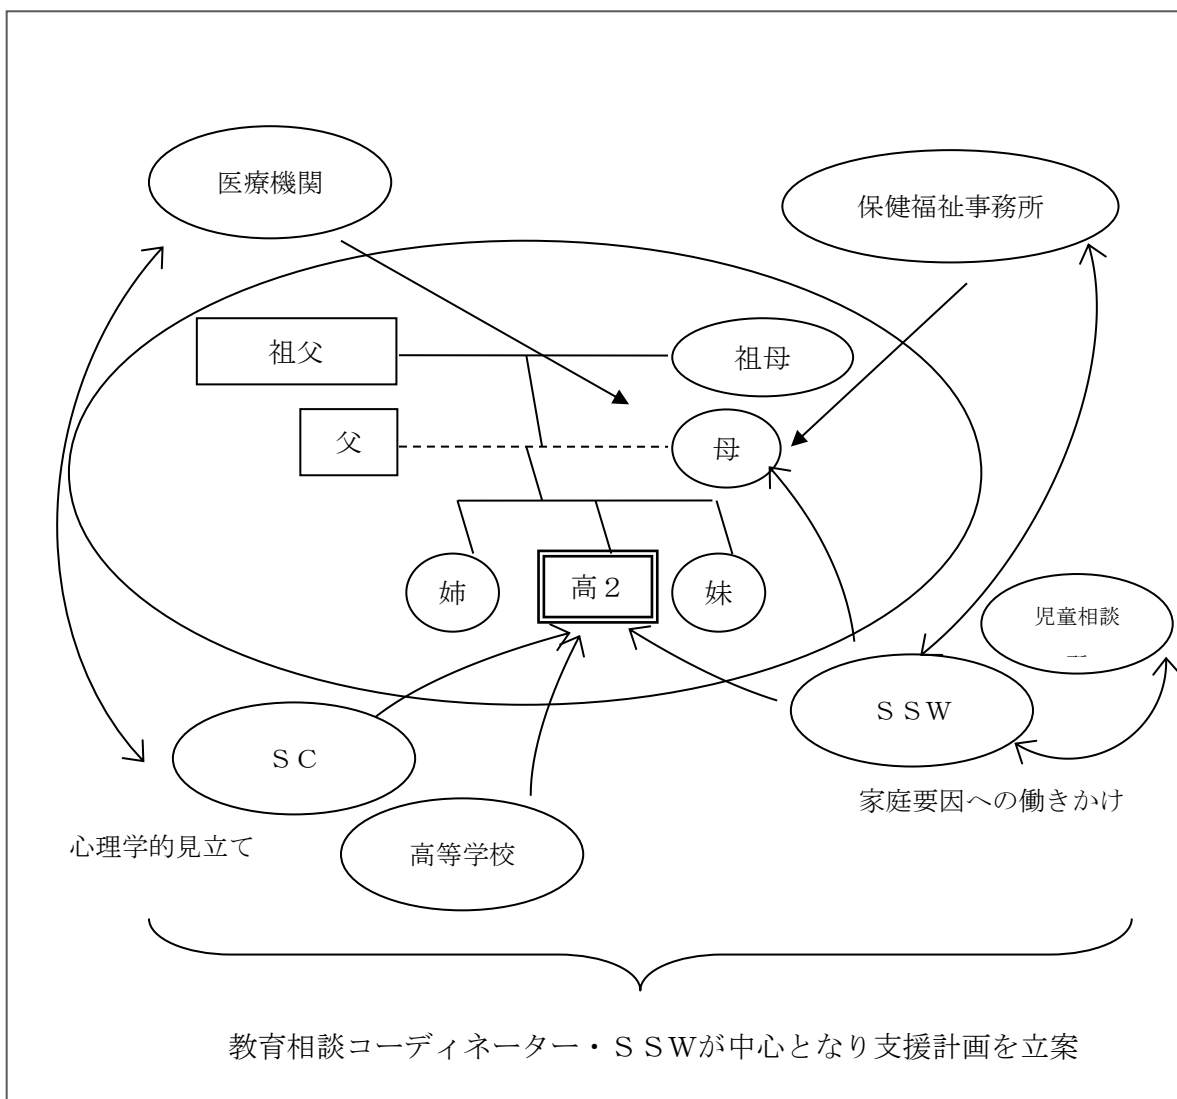 医療機関
保健福祉事務所
祖父
祖母
父
母
姉
高２
妹
児童相談
ＳＳＷ
ＳＣ
家庭要因への働きかけ
心理学的見立て
高等学校
教育相談コーディネーター・ＳＳＷが中心となり支援計画を立案